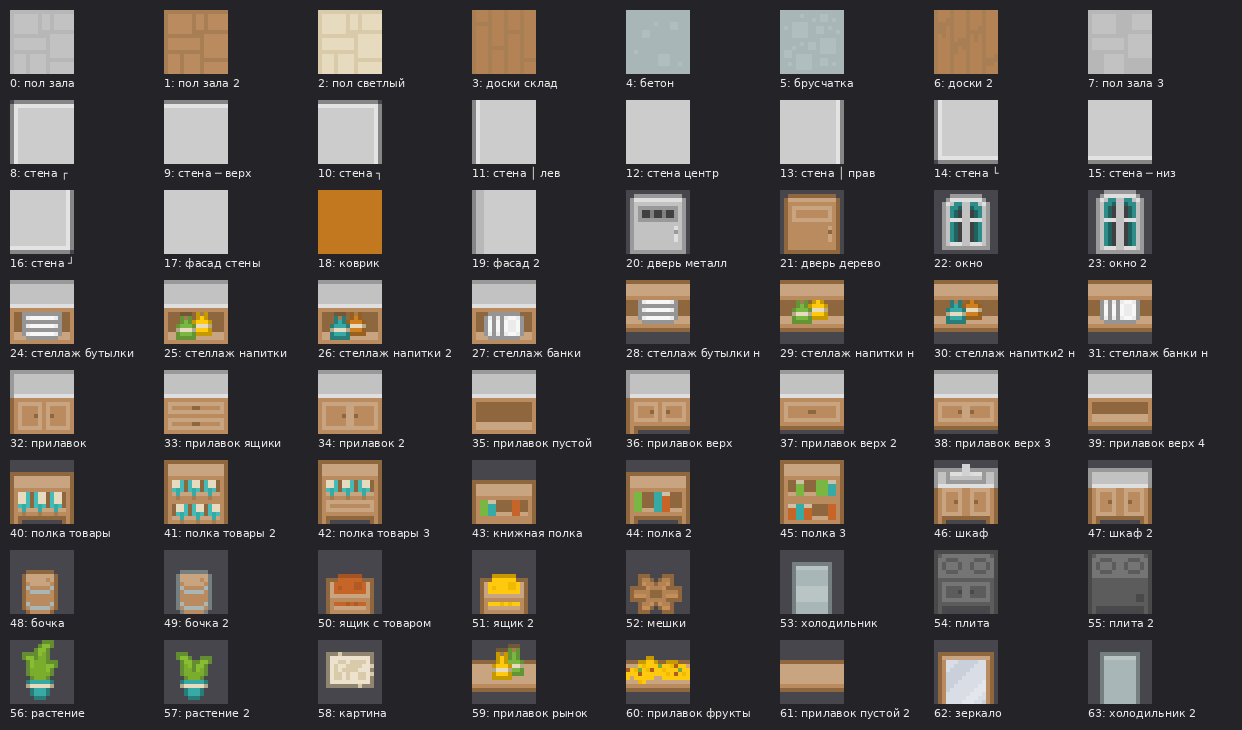 0: пол зала 1: пол зала 2 2: пол светлый 3: доски склад 4: бетон 5: брусчатка 6: доски 2 7: пол зала 3
8: стена ┌ 9: стена ─ верх 10: стена ┐ 11: стена │ лев 12: стена центр 13: стена │ прав 14: стена └ 15: стена ─ низ
16: стена ┘ 17: фасад стены 18: коврик 19: фасад 2 20: дверь металл 21: дверь дерево 22: окно 23: окно 2
24: стеллаж бутылки 25: стеллаж напитки 26: стеллаж напитки 2 27: стеллаж банки 28: стеллаж бутылки н 29: стеллаж напитки н 30: стеллаж напитки2 н 31: стеллаж банки н
32: прилавок 33: прилавок ящики 34: прилавок 2 35: прилавок пустой 36: прилавок верх 37: прилавок верх 2 38: прилавок верх 3 39: прилавок верх 4
40: полка товары 41: полка товары 2 42: полка товары 3 43: книжная полка 44: полка 2 45: полка 3 46: шкаф 47: шкаф 2
48: бочка 49: бочка 2 50: ящик с товаром 51: ящик 2 52: мешки 53: холодильник 54: плита 55: плита 2
56: растение 57: растение 2 58: картина 59: прилавок рынок 60: прилавок фрукты 61: прилавок пустой 2 62: зеркало 63: холодильник 2